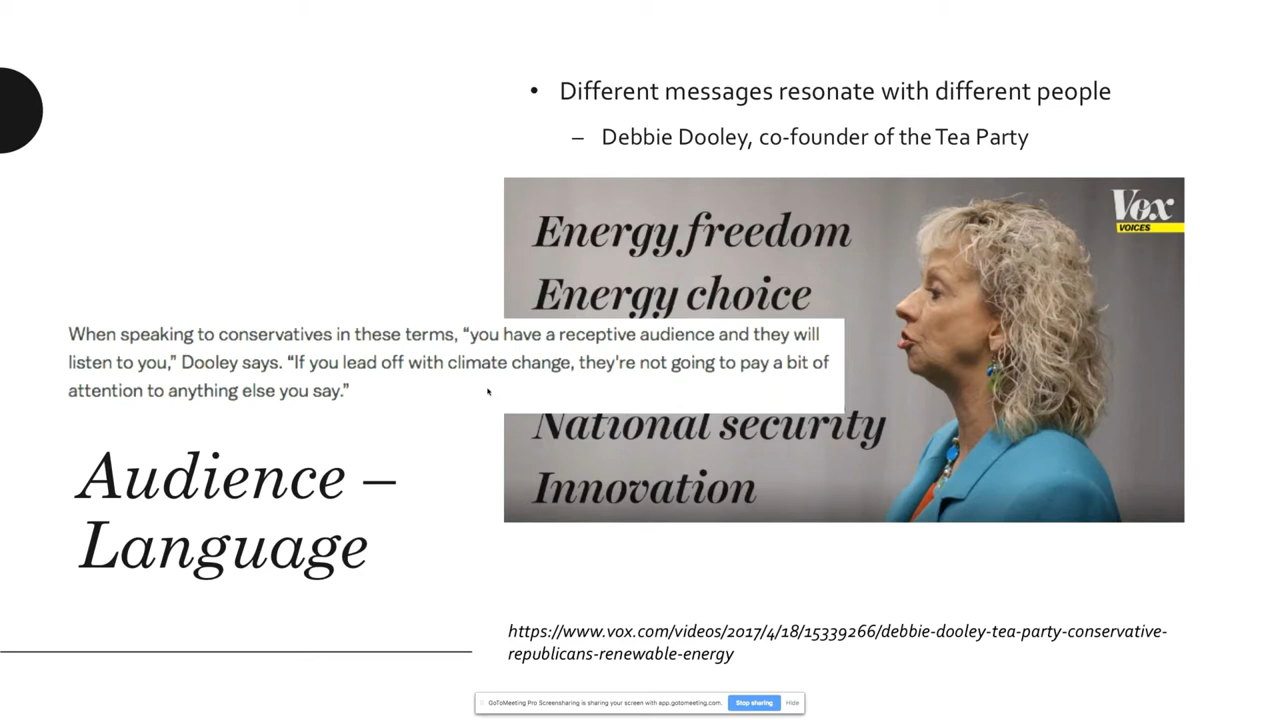 • Different messages resonate with different people
– Debbie Dooley, co-founder of the Tea Party
Vox
VOICES
Energy freedom
Energy choice
When speaking to conservatives in these terms, “you have a receptive audience and they will
listen to you,” Dooley says. “If you lead off with climate change, they're not going to pay a bit of
attention to anything else you say.”
National security
Innovation
Audience –
Language
https://www.vox.com/videos/2017/4/18/15339266/debbie-dooley-tea-party-conservative-
republicans-renewable-energy
GoToMeeting Pro Screensharing is sharing your screen with app.gotomeeting.com. Stop sharing Hide